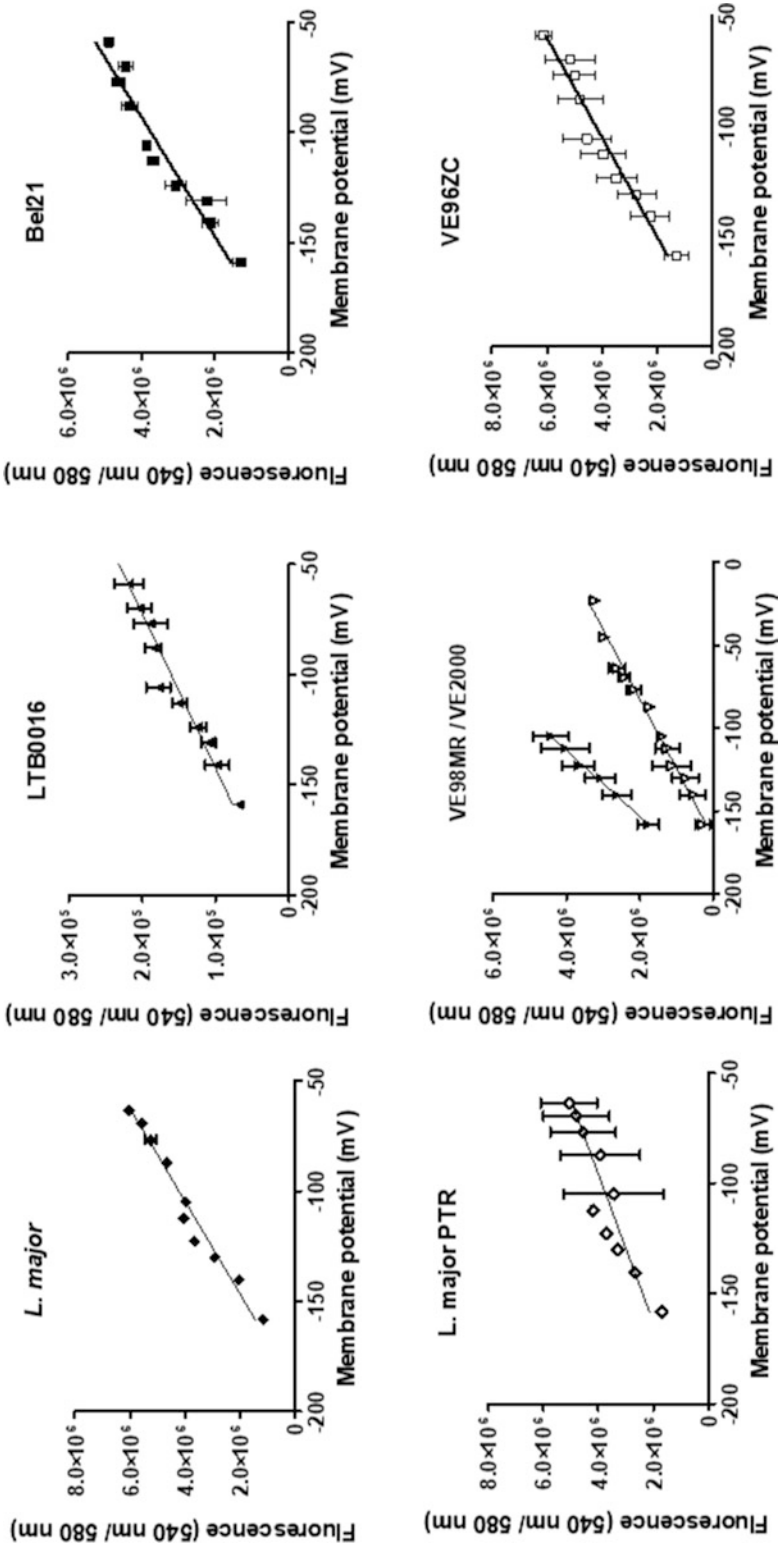 L. major
Fluorescence (540 nm/ 580 nm)
8.0×10⁶
6.0×10⁶
4.0×10⁶
2.0×10⁶
0
-200
-150
-100
-50
Membrane potential (mV)
LTB0016
Fluorescence (540 nm/ 580 nm)
3.0×10⁵
2.0×10⁵
1.0×10⁵
0
-200
-150
-100
-50
Membrane potential (mV)
Bel21
Fluorescence (540 nm/ 580 nm)
6.0×10⁶
4.0×10⁶
2.0×10⁶
0
-200
-150
-100
-50
Membrane potential (mV)
L. major PTR
Fluorescence (540 nm/ 580 nm)
8.0×10⁶
6.0×10⁶
4.0×10⁶
2.0×10⁶
0
-200
-150
-100
-50
Membrane potential (mV)
VE98MR / VE2000
Fluorescence (540 nm/ 580 nm)
6.0×10⁶
4.0×10⁶
2.0×10⁶
0
-200
-150
-100
-50
0
Membrane potential (mV)
VE96ZC
Fluorescence (540 nm/ 580 nm)
8.0×10⁶
6.0×10⁶
4.0×10⁶
2.0×10⁶
0
-200
-150
-100
-50
Membrane potential (mV)